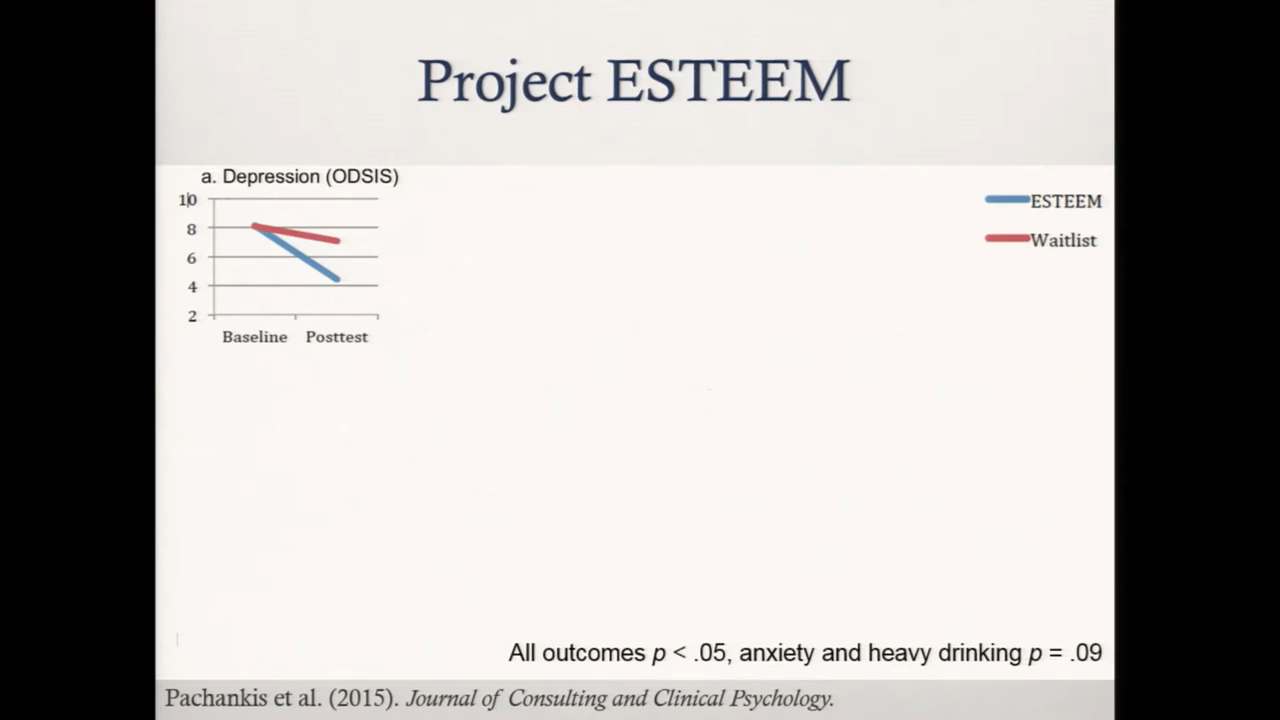 Project ESTEEM
a. Depression (ODSIS)
10
8
6
4
2
Baseline Posttest
ESTEEM
Waitlist
All outcomes p < .05, anxiety and heavy drinking p = .09
Pachankis et al. (2015). Journal of Consulting and Clinical Psychology.